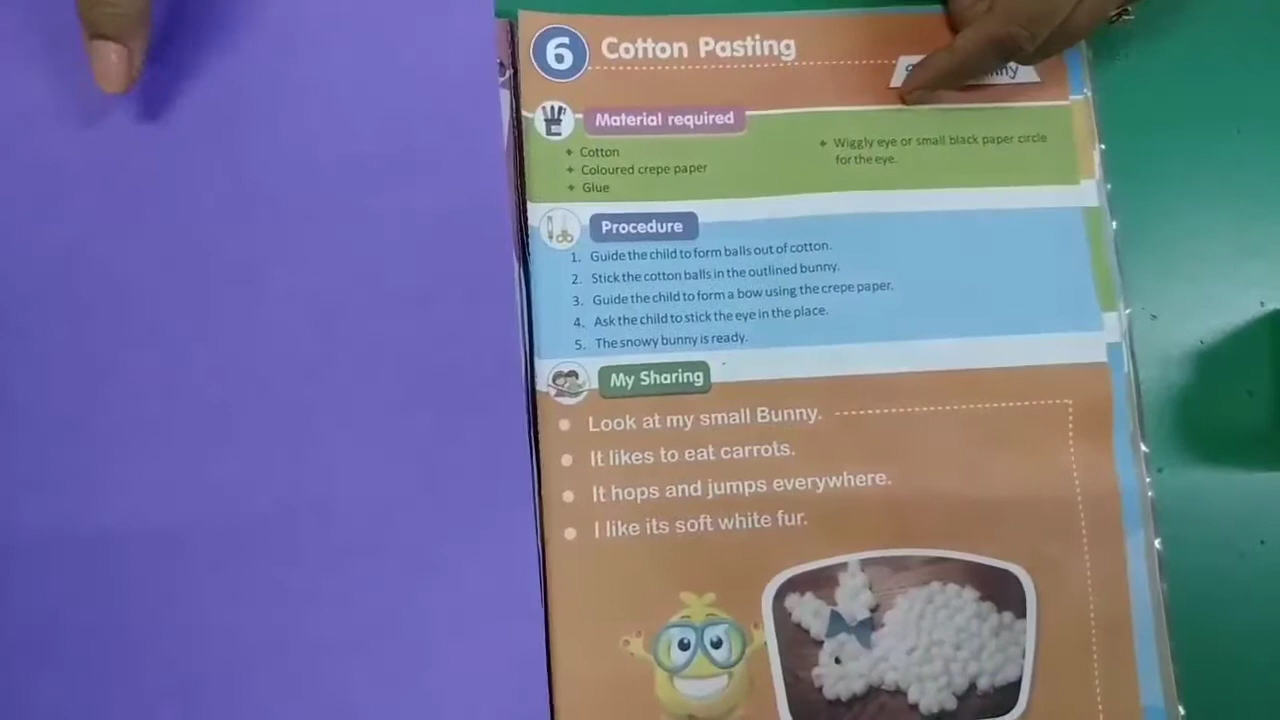 6 Cotton Pasting
Material required
Cotton
Coloured crepe paper
Glue
Wiggly eye or small black paper circle
for the eye.
Procedure
1. Guide the child to form balls out of cotton.
2. Stick the cotton balls in the outlined bunny.
3. Guide the child to form a bow using the crepe paper.
4. Ask the child to stick the eye in the place.
5. The snowy bunny is ready.
My Sharing
Look at my small Bunny.
It likes to eat carrots.
It hops and jumps everywhere.
I like its soft white fur.